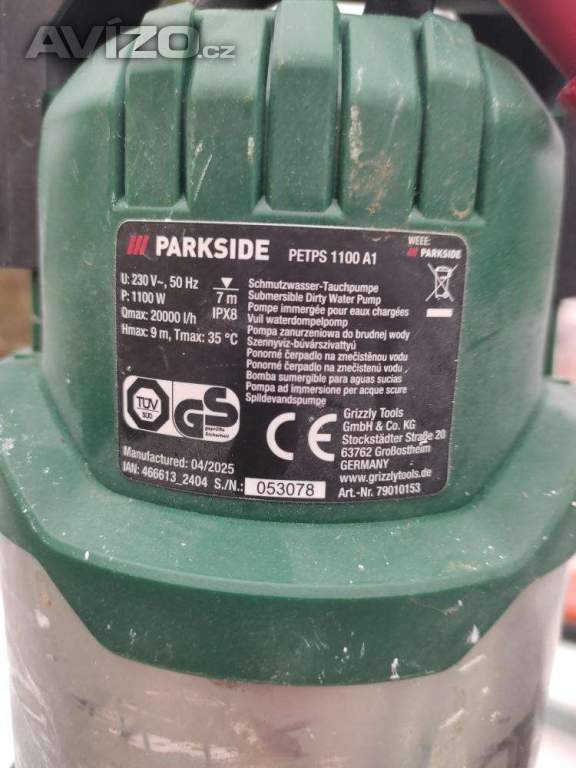 AVÍZO.cz
PARKSIDE PETPS 1100 A1
WEEE:
PARKSIDE
U: 230 V~, 50 Hz
P: 1100 W 7 m
Qmax: 20000 l/h IPX8
Hmax: 9 m, Tmax: 35 °C
Schmutzwasser-Tauchpumpe
Submersible Dirty Water Pump
Pompe immergée pour eaux chargées
Vuil waterdompelpomp
Pompa zanurzeniowa do brudnej wody
Szennyvíz-búvárszivattyú
Ponorné čerpadlo na znečistěnou vodu
Ponorné čerpadlo na znečistenú vodu
Bomba sumergible para aguas sucias
Pompa ad immersione per acque scure
Spildevandspumpe
TÜV
SÜD
GS
geprüfte
Sicherheit
CE
Grizzly Tools
GmbH & Co. KG
Stockstädter Straße 20
63762 Großostheim
GERMANY
www.grizzlytools.de
Art.-Nr. 79010153
Manufactured: 04/2025
IAN: 466613_2404 S./N.: 053078